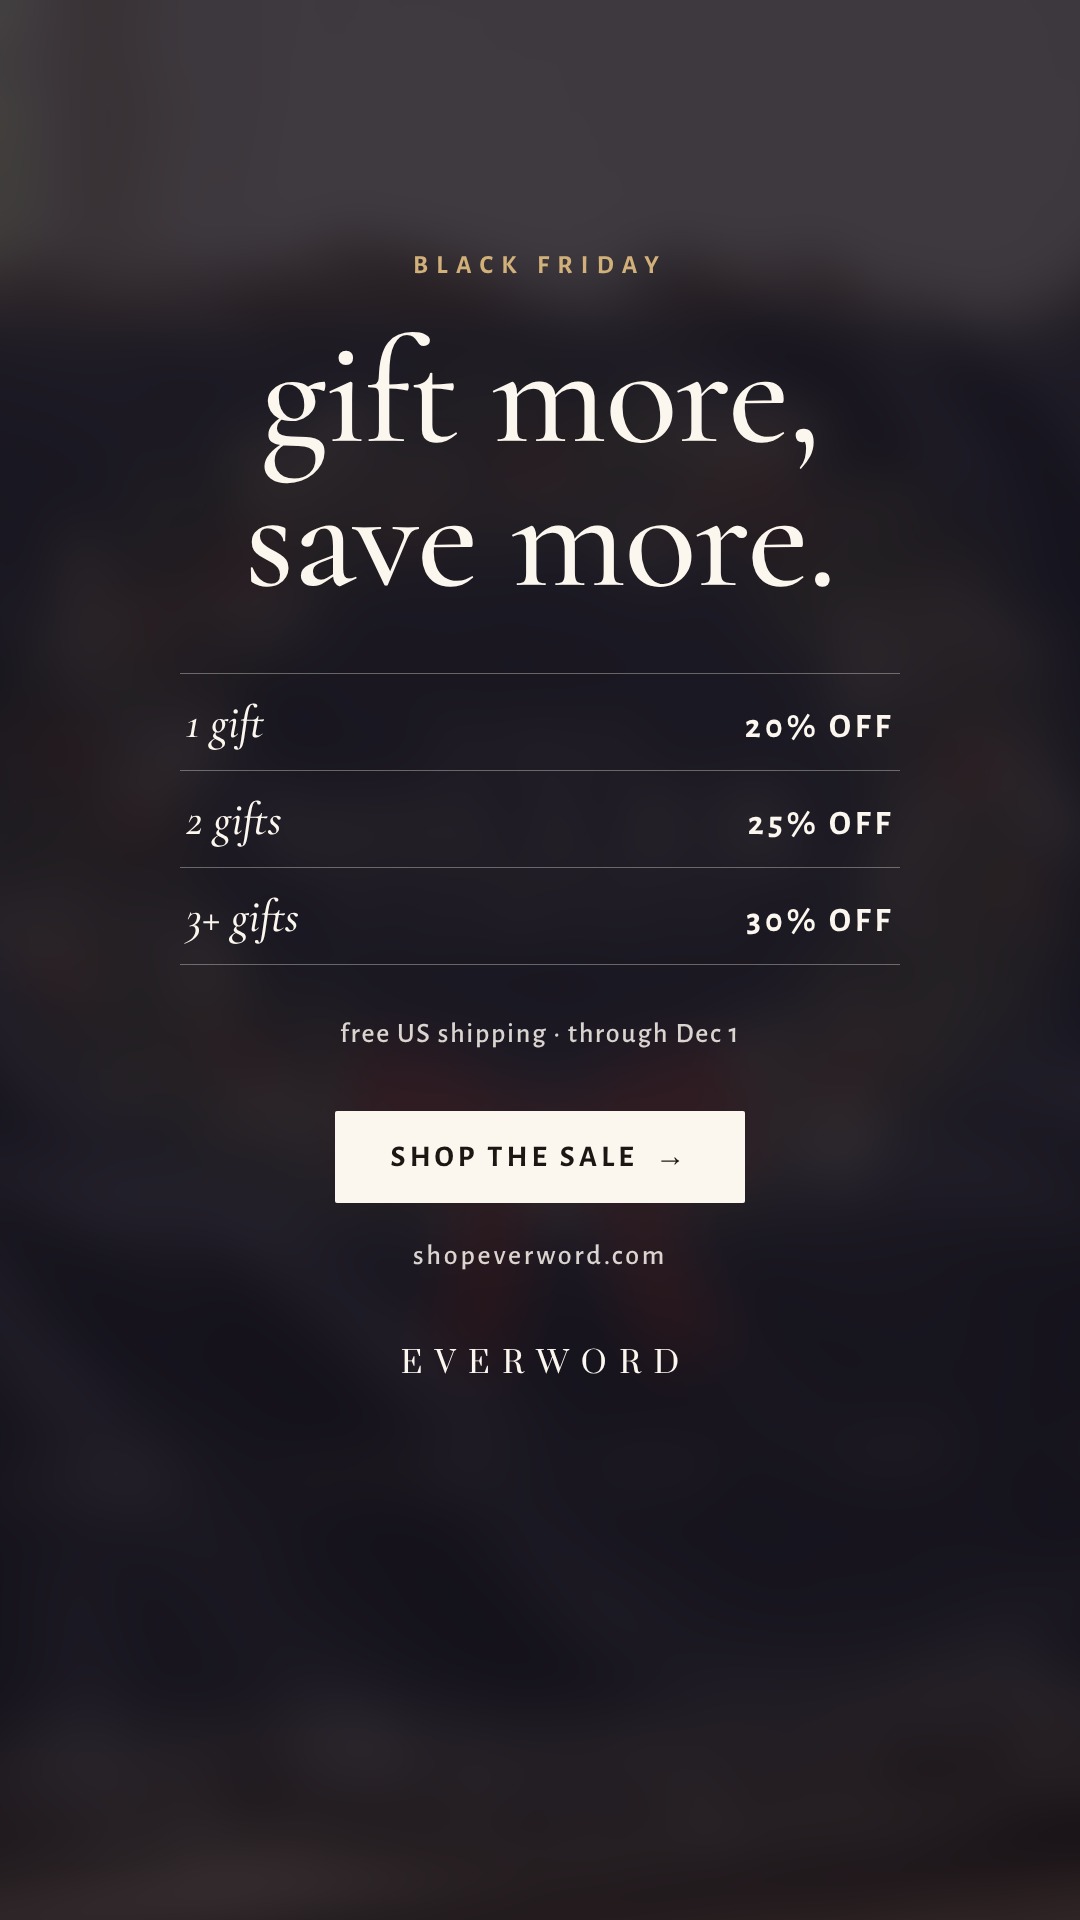 BLACK FRIDAY
gift more,
save more.
1 gift 20% OFF
2 gifts 25% OFF
3+ gifts 30% OFF
free US shipping · through Dec 1
SHOP THE SALE →
shopeverword.com
EVERWORD